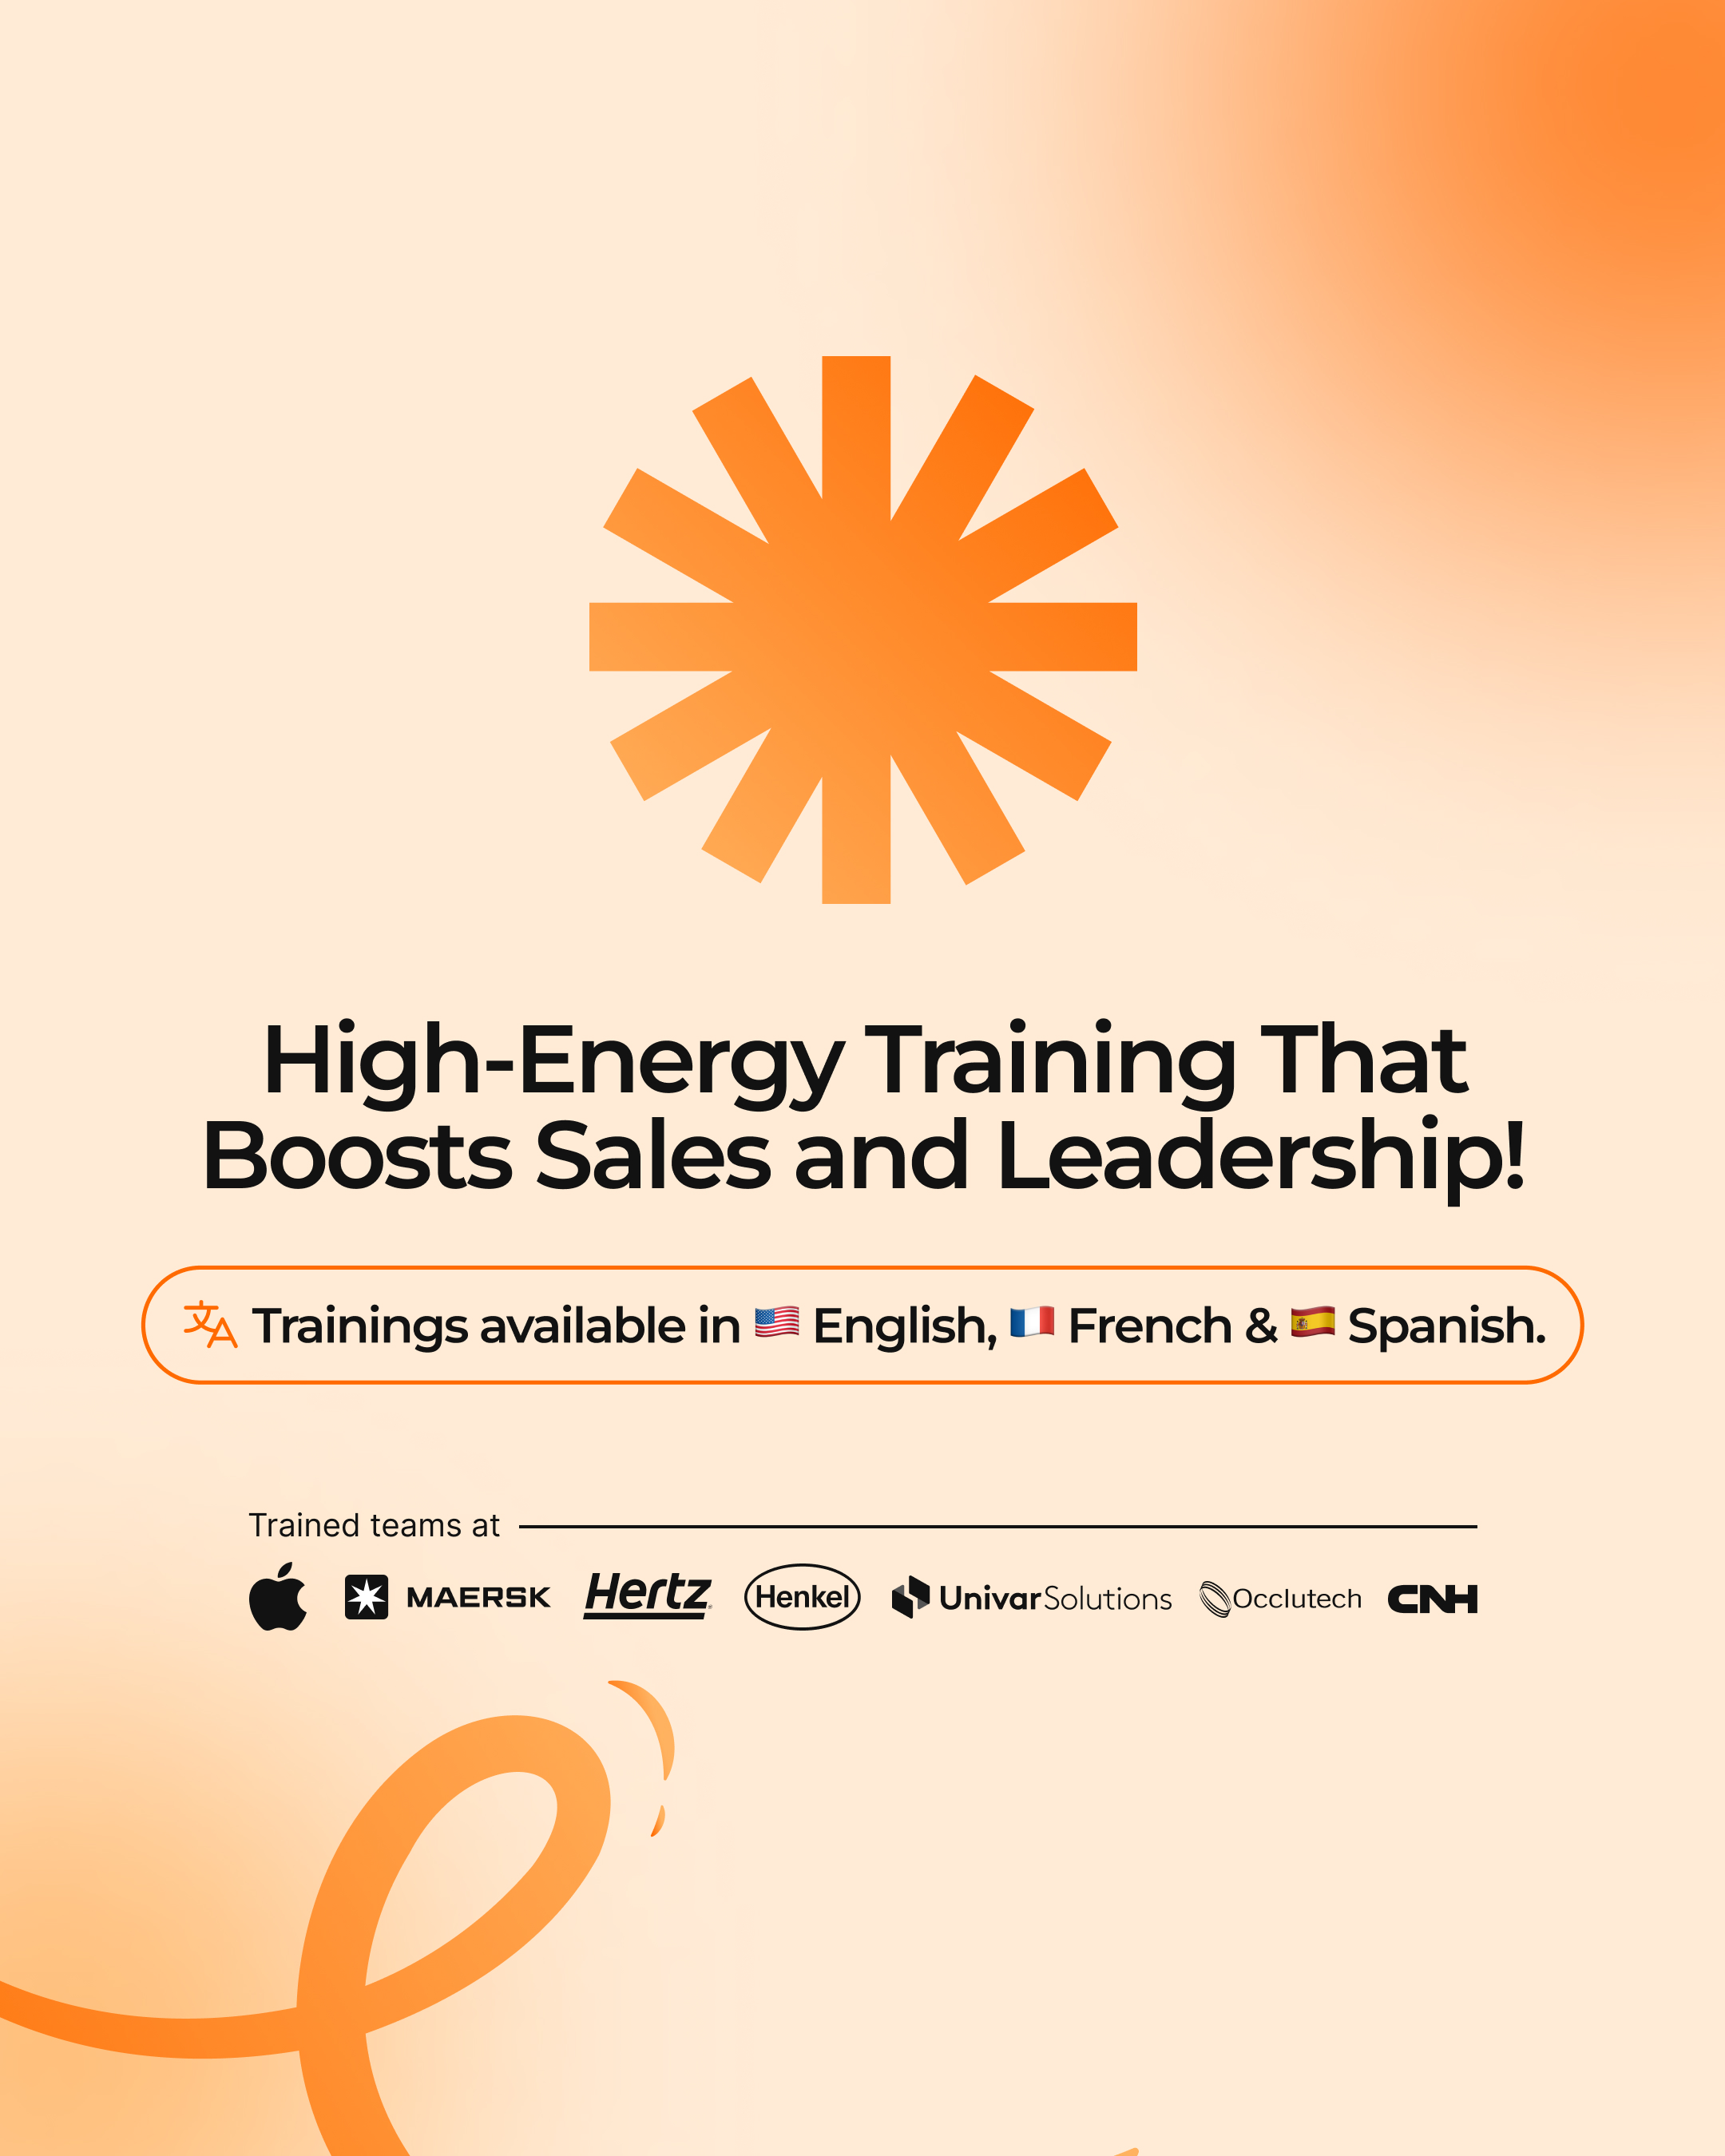 High-Energy Training That
Boosts Sales and Leadership!
Trainings available in 🇺🇸 English, 🇫🇷 French & 🇪🇸 Spanish.
Trained teams at
MAERSK Hertz Henkel UnivarSolutions Occlutech CNH